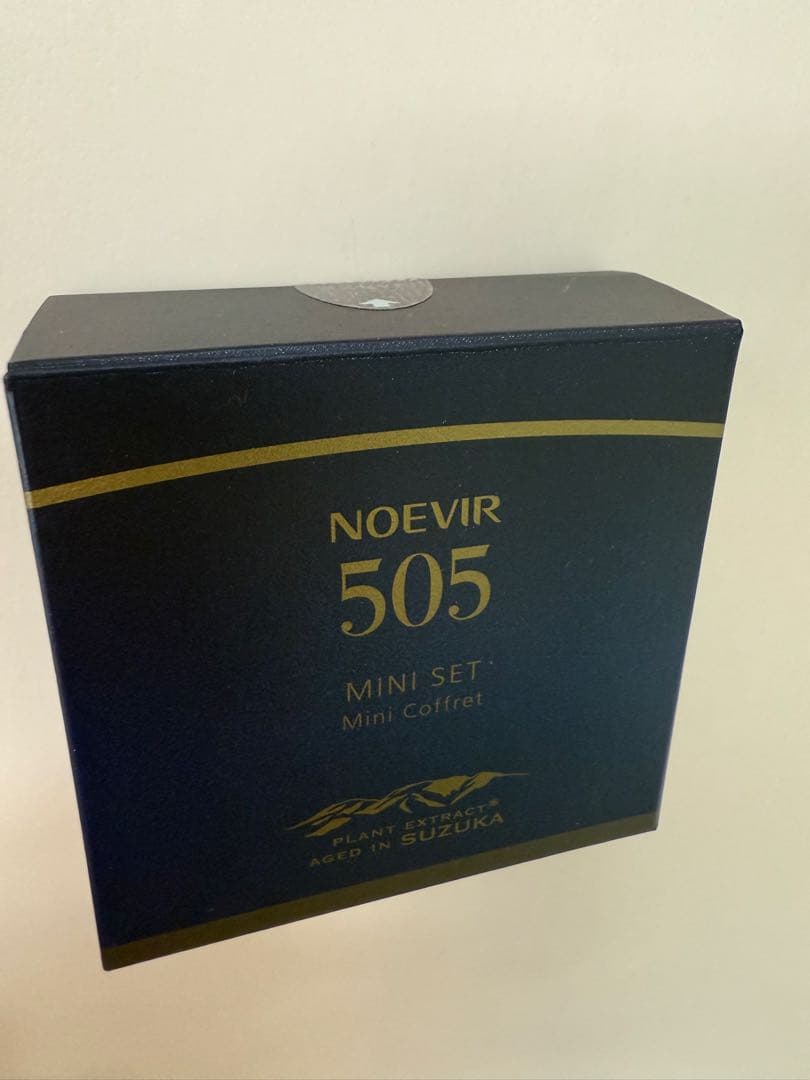 NOEVIR
505
MINI SET
Mini Coffret
PLANT EXTRACT®
AGED IN SUZUKA